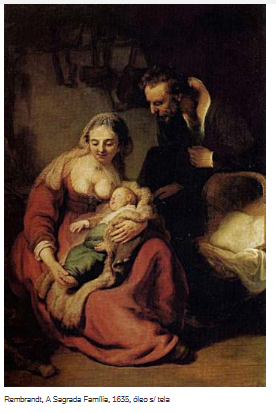 Rembrandt, A Sagrada Família, 1635, óleo s/ tela